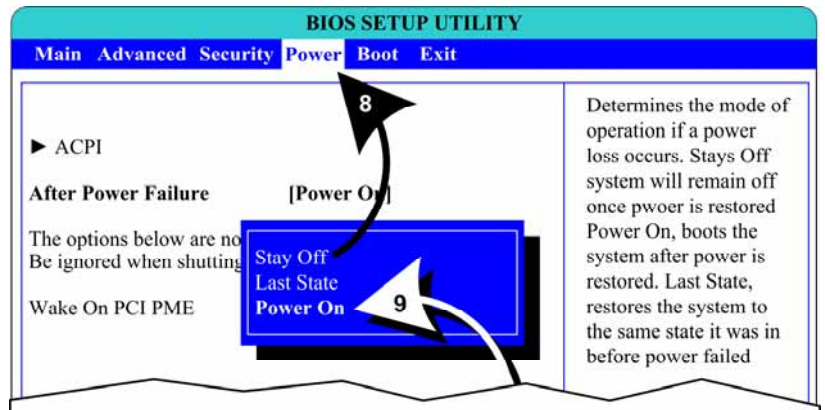 BIOS SETUP UTILITY
Main Advanced Security Power Boot Exit
8
► ACPI
After Power Failure [Power On]
The options below are no
Be ignored when shutting
Wake On PCI PME
Stay Off
Last State
Power On
9
Determines the mode of
operation if a power
loss occurs. Stays Off
system will remain off
once pwoer is restored
Power On, boots the
system after power is
restored. Last State,
restores the system to
the same state it was in
before power failed